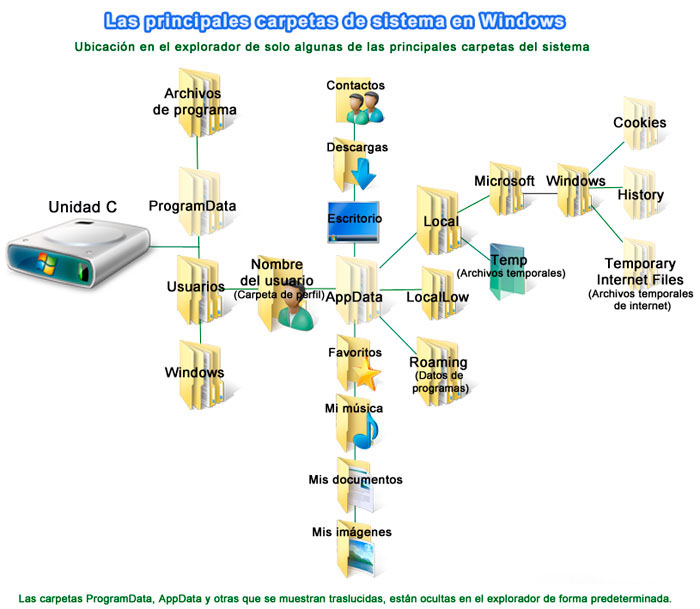 Las principales carpetas de sistema en Windows
Ubicación en el explorador de solo algunas de las principales carpetas del sistema
Archivos
de programa
ProgramData
Unidad C
Usuarios
Windows
Nombre
del usuario
(Carpeta de perfil)
Contactos
Descargas
Escritorio
AppData
Favoritos
Mi música
Mis documentos
Mis imágenes
Local
LocalLow
Roaming
(Datos de
programas)
Microsoft
Temp
(Archivos temporales)
Windows
Cookies
History
Temporary
Internet Files
(Archivos temporales
de internet)
Las carpetas ProgramData, AppData y otras que se muestran traslucidas, están ocultas en el explorador de forma predeterminada.